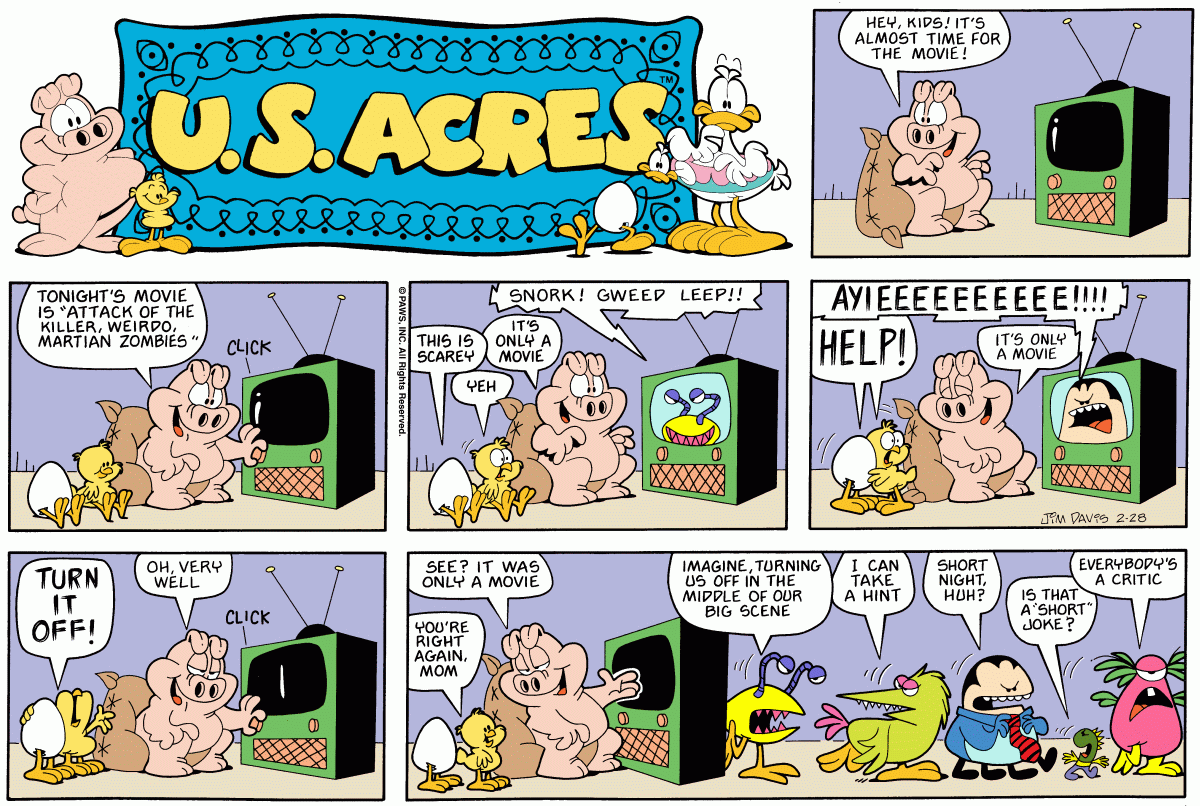 U.S. ACRES
™
HEY, KIDS! IT'S
ALMOST TIME FOR
THE MOVIE!
TONIGHT'S MOVIE
IS "ATTACK OF THE
KILLER, WEIRDO,
MARTIAN ZOMBIES"
CLICK
© PAWS, INC. All Rights Reserved.
THIS IS
SCAREY
YEH
IT'S
ONLY A
MOVIE
SNORK! GWEED LEEP!!
AYIEEEEEEEEEEE!!!!
HELP!
IT'S ONLY
A MOVIE
JIM DAVIS 2-28
TURN
IT
OFF!
OH, VERY
WELL
CLICK
SEE? IT WAS
ONLY A MOVIE
YOU'RE
RIGHT
AGAIN,
MOM
IMAGINE, TURNING
US OFF IN THE
MIDDLE OF OUR
BIG SCENE
I CAN
TAKE
A HINT
SHORT
NIGHT,
HUH?
IS THAT
A "SHORT"
JOKE?
EVERYBODY'S
A CRITIC